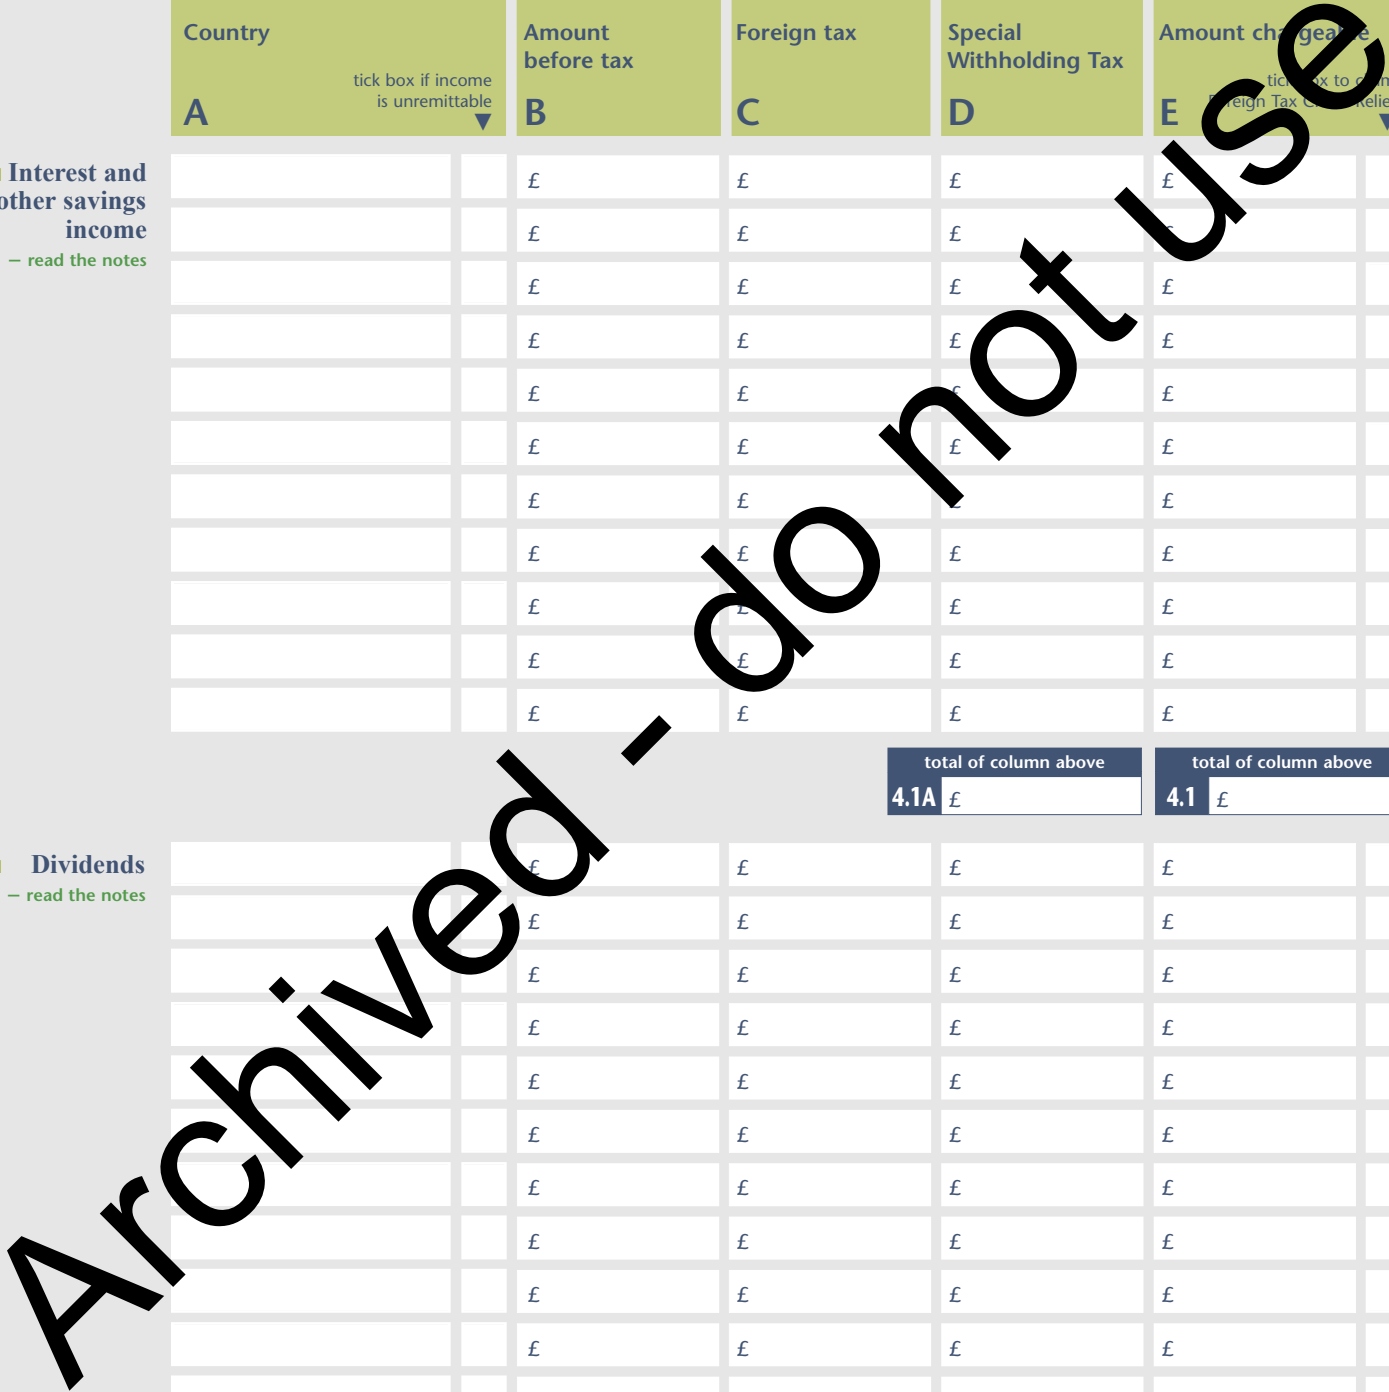 Country
tick box if income
is unremittable
▼
A
Amount
before tax
B
Foreign tax
C
Special
Withholding Tax
D
Amount chargeable
E
Interest and
other savings
income
– read the notes
£ £ £ £
£ £ £ £
£ £ £ £
£ £ £ £
£ £ £ £
£ £ £ £
£ £ £ £
£ £ £ £
£ £ £ £
£ £ £ £
£ £ £ £
total of column above
4.1A £
total of column above
4.1 £
Dividends
– read the notes
£ £ £ £
£ £ £ £
£ £ £ £
£ £ £ £
£ £ £ £
£ £ £ £
£ £ £ £
£ £ £ £
£ £ £ £
£ £ £ £
Archived - do not use